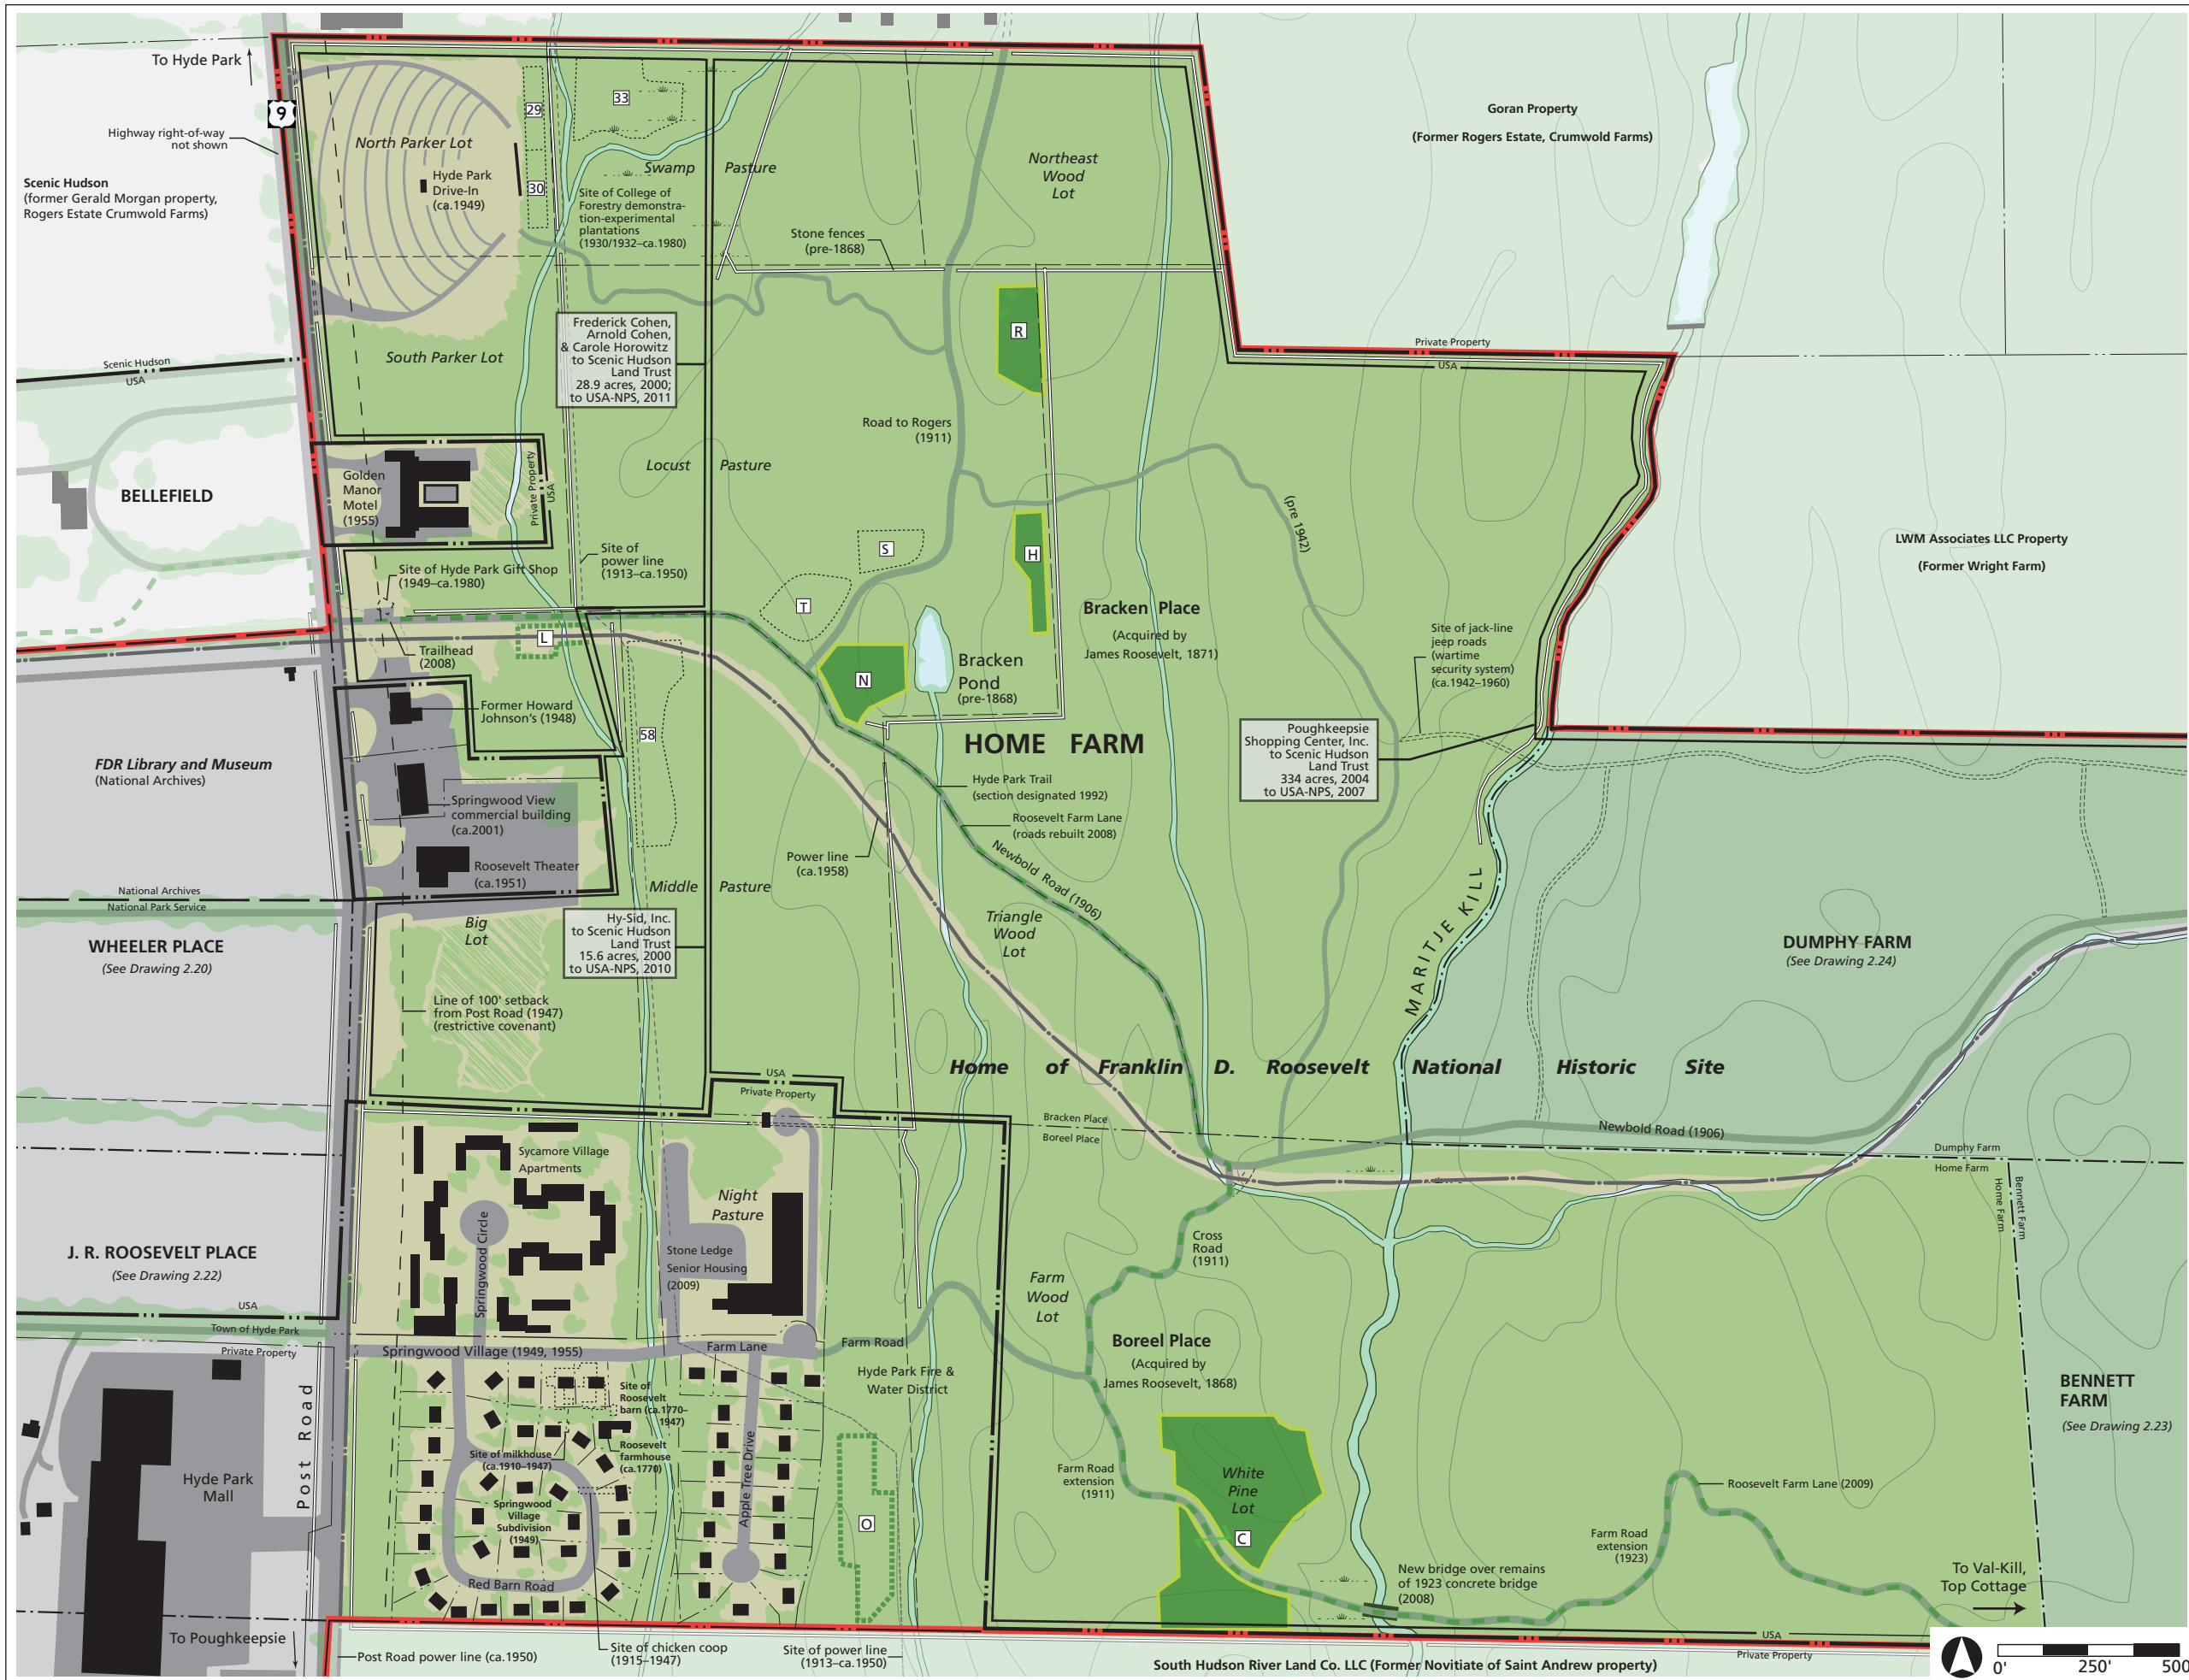 To Hyde Park
9
Highway right-of-way
not shown
Scenic Hudson
(former Gerald Morgan property,
Rogers Estate Crumwold Farms)
North Parker Lot
Hyde Park
Drive-In
(ca.1949)
29
30
33
Swamp Pasture
Site of College of
Forestry demonstra-
tion-experimental
plantations
(1930/1932–ca.1980)
Stone fences
(pre-1868)
Northeast
Wood
Lot
Goran Property
(Former Rogers Estate, Crumwold Farms)
South Parker Lot
Frederick Cohen,
Arnold Cohen,
& Carole Horowitz
to Scenic Hudson
Land Trust
28.9 acres, 2000;
to USA-NPS, 2011
R
Private Property
USA
Scenic Hudson
USA
Road to Rogers
(1911)
Locust Pasture
BELLEFIELD
Golden
Manor
Motel
(1955)
Private Property
USA
(pre 1942)
S
H
T
Site of
power line
(1913–ca.1950)
Site of Hyde Park Gift Shop
(1949–ca.1980)
LWM Associates LLC Property
(Former Wright Farm)
Bracken Place
(Acquired by
James Roosevelt, 1871)
L
Trailhead
(2008)
N
Bracken
Pond
(pre-1868)
Site of jack-line
jeep roads
(wartime
security system)
(ca.1942–1960)
Former Howard
Johnson's (1948)
58
HOME FARM
Poughkeepsie
Shopping Center, Inc.
to Scenic Hudson
Land Trust
334 acres, 2004
to USA-NPS, 2007
FDR Library and Museum
(National Archives)
Springwood View
commercial building
(ca.2001)
Hyde Park Trail
(section designated 1992)
Roosevelt Farm Lane
(roads rebuilt 2008)
Roosevelt Theater
(ca.1951)
Power line
(ca.1958)
Newbold Road (1906)
Middle Pasture
National Archives
National Park Service
Big
Lot
Hy-Sid, Inc.
to Scenic Hudson
Land Trust
15.6 acres, 2000
to USA-NPS, 2010
Triangle
Wood
Lot
MARITJE KILL
WHEELER PLACE
(See Drawing 2.20)
DUMPHY FARM
(See Drawing 2.24)
Line of 100' setback
from Post Road (1947)
(restrictive covenant)
Home of Franklin D. Roosevelt National Historic Site
USA
Private Property
Bracken Place
Boreel Place
Newbold Road (1906)
Dumphy Farm
Home Farm
Bennett Farm
Home Farm
Sycamore Village
Apartments
Night
Pasture
Springwood Circle
Stone Ledge
Senior Housing
(2009)
J. R. ROOSEVELT PLACE
(See Drawing 2.22)
Cross
Road
(1911)
Farm
Wood
Lot
USA
Town of Hyde Park
Private Property
Springwood Village (1949, 1955)
Farm Lane
Farm Road
Boreel Place
(Acquired by
James Roosevelt, 1868)
Hyde Park Fire &
Water District
Site of
Roosevelt
barn (ca.1770–
1947)
Site of milkhouse
(ca.1910–1947)
Roosevelt
farmhouse
(ca.1770)
BENNETT
FARM
(See Drawing 2.23)
Post Road
Hyde Park
Mall
Springwood
Village
Subdivision
(1949)
Apple Tree Drive
O
Farm Road
extension
(1911)
White
Pine
Lot
C
Roosevelt Farm Lane (2009)
Farm Road
extension
(1923)
Red Barn Road
New bridge over remains
of 1923 concrete bridge
(2008)
To Val-Kill,
Top Cottage
To Poughkeepsie
Post Road power line (ca.1950)
Site of chicken coop
(1915–1947)
Site of power line
(1913–ca.1950)
USA
Private Property
South Hudson River Land Co. LLC (Former Novitiate of Saint Andrew property)
0' 250' 500